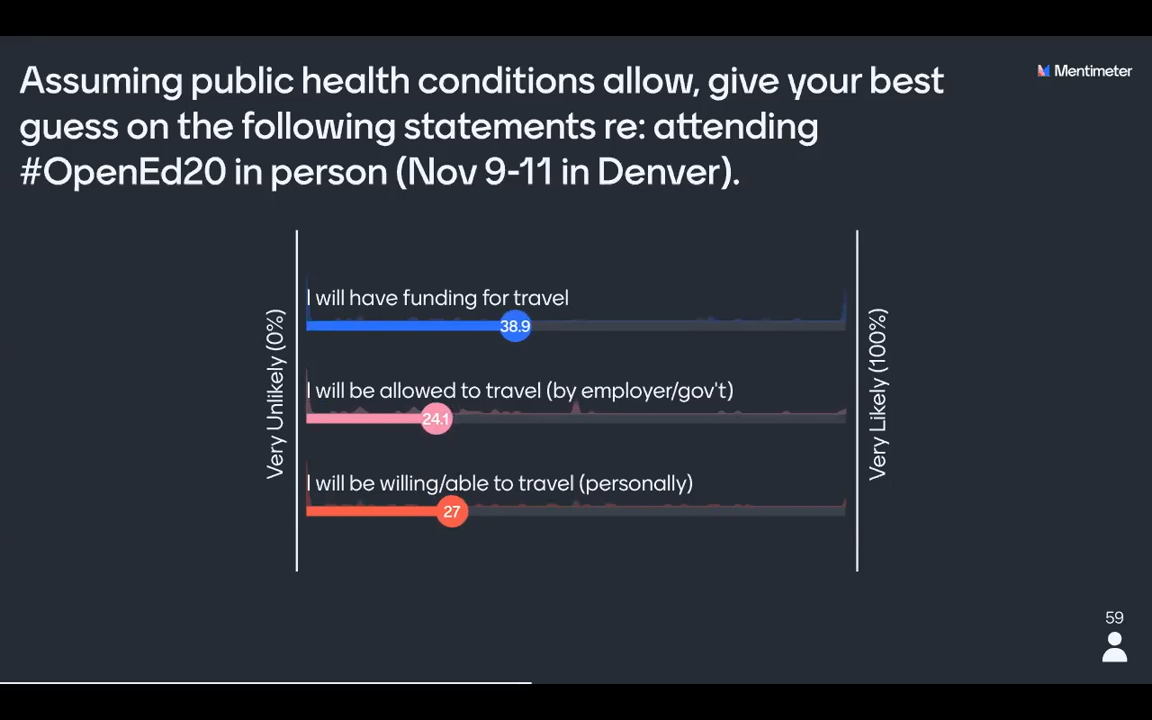 Assuming public health conditions allow, give your best
guess on the following statements re: attending
#OpenEd20 in person (Nov 9-11 in Denver).
Mentimeter
Very Unlikely (0%)
I will have funding for travel
38.9
I will be allowed to travel (by employer/gov't)
24.1
I will be willing/able to travel (personally)
27
Very Likely (100%)
59